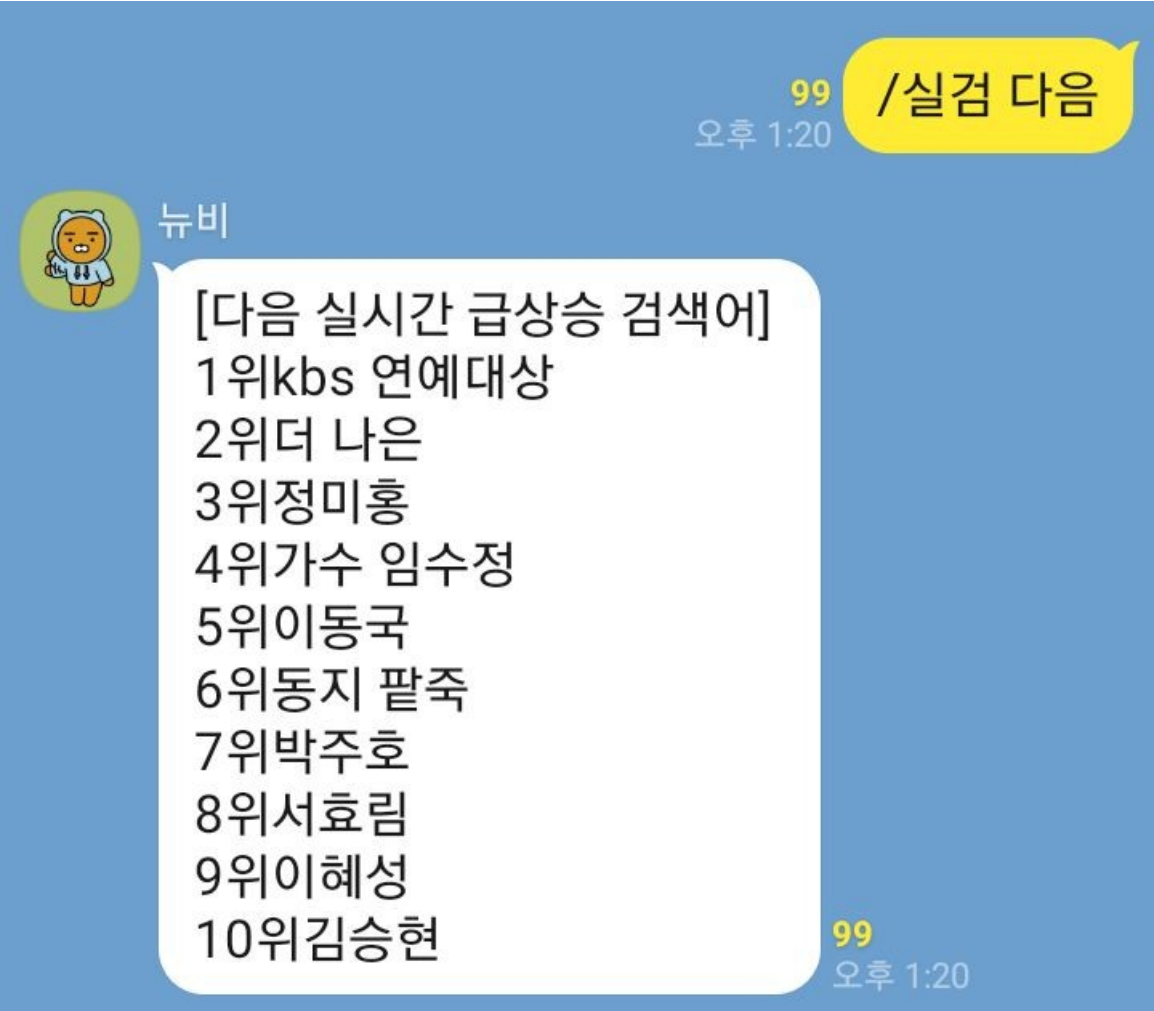 /실검 다음
99
오후 1:20
뉴비
[다음 실시간 급상승 검색어]
1위kbs 연예대상
2위더 나은
3위정미홍
4위가수 임수정
5위이동국
6위동지 팥죽
7위박주호
8위서효림
9위이혜성
10위김승현
99
오후 1:20